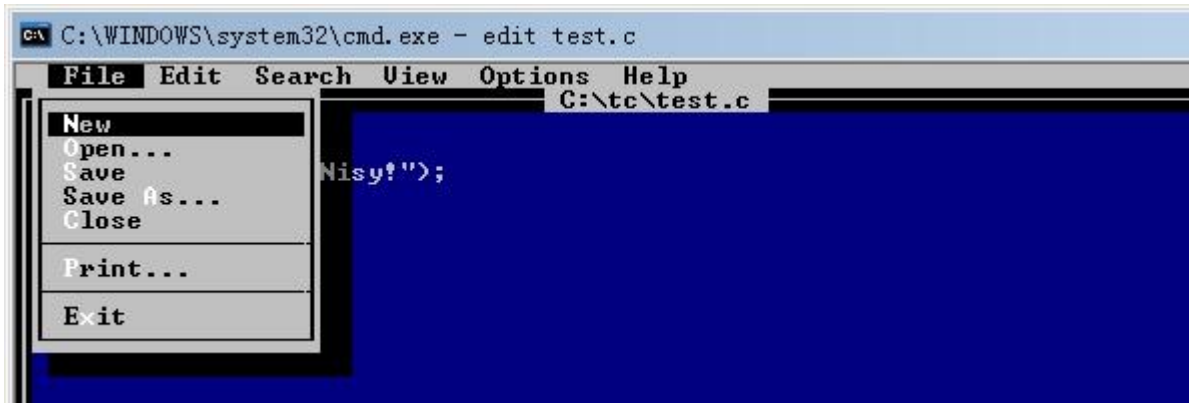 C:\WINDOWS\system32\cmd.exe - edit test.c
File Edit Search View Options Help
C:\tc\test.c
New
Open...
Save
Nisy!");
Save As...
Close
Print...
Exit